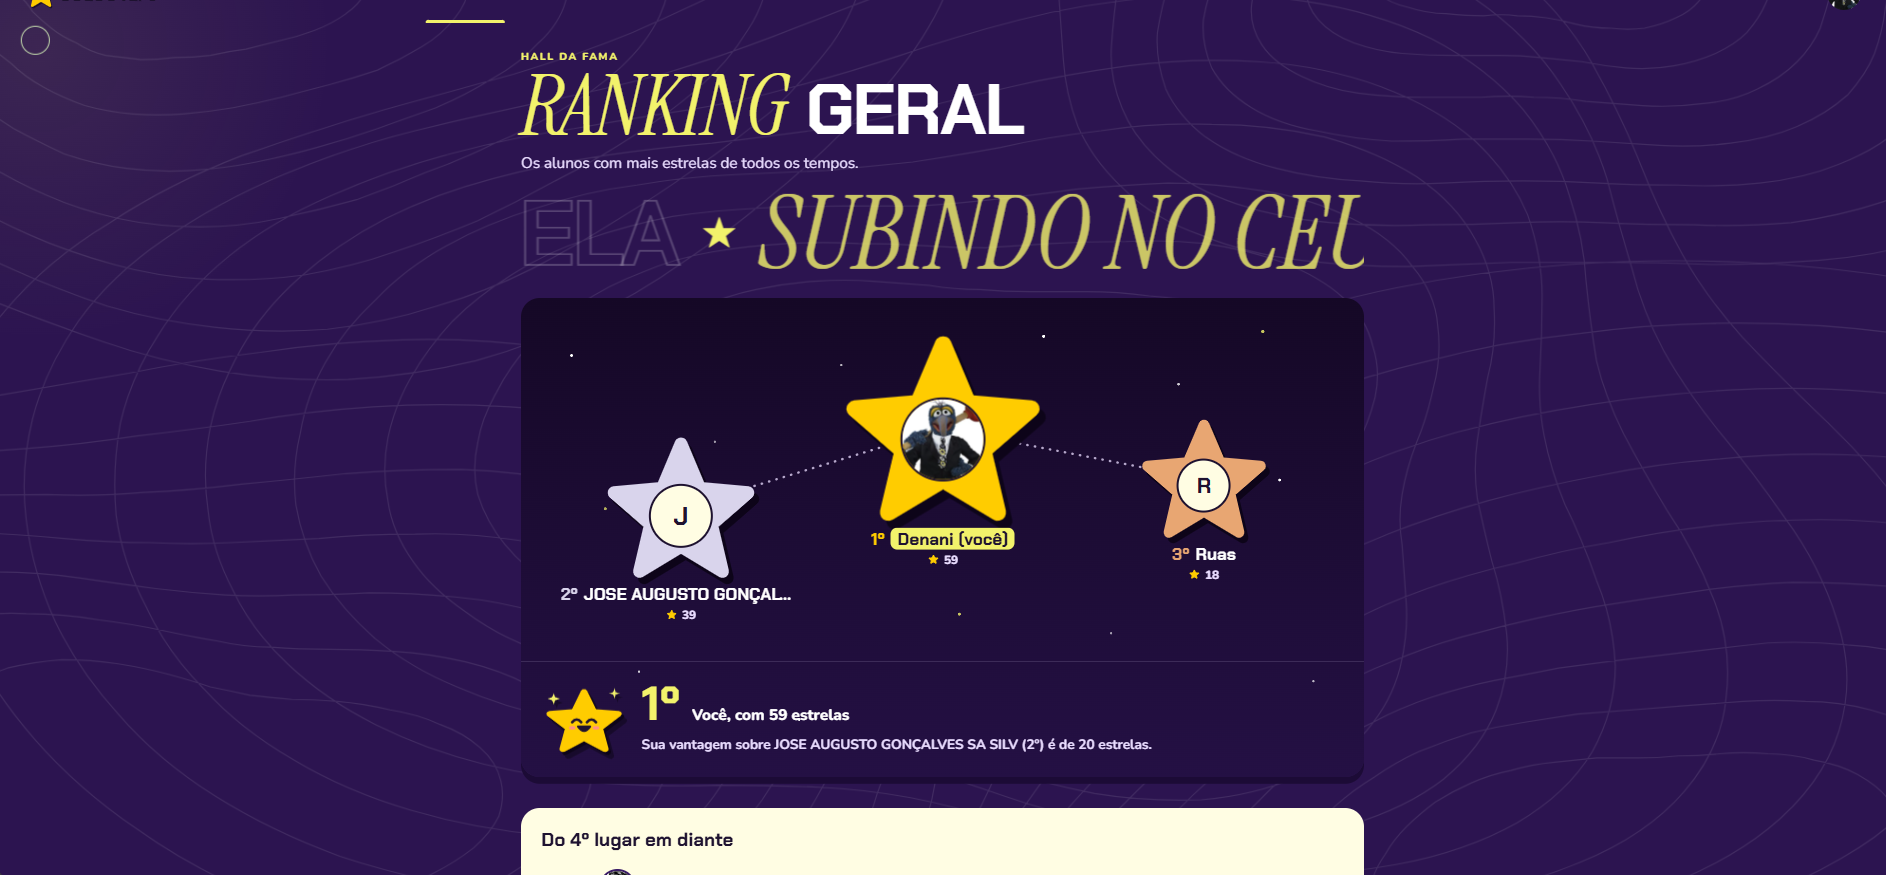 HALL DA FAMA
RANKING GERAL
Os alunos com mais estrelas de todos os tempos.
ELA ★ SUBINDO NO CEU
J
R
1º Denani (você)
★ 59
3º Ruas
★ 18
2º JOSE AUGUSTO GONÇAL...
★ 39
1º Você, com 59 estrelas
Sua vantagem sobre JOSE AUGUSTO GONÇALVES SA SILV (2º) é de 20 estrelas.
Do 4º lugar em diante